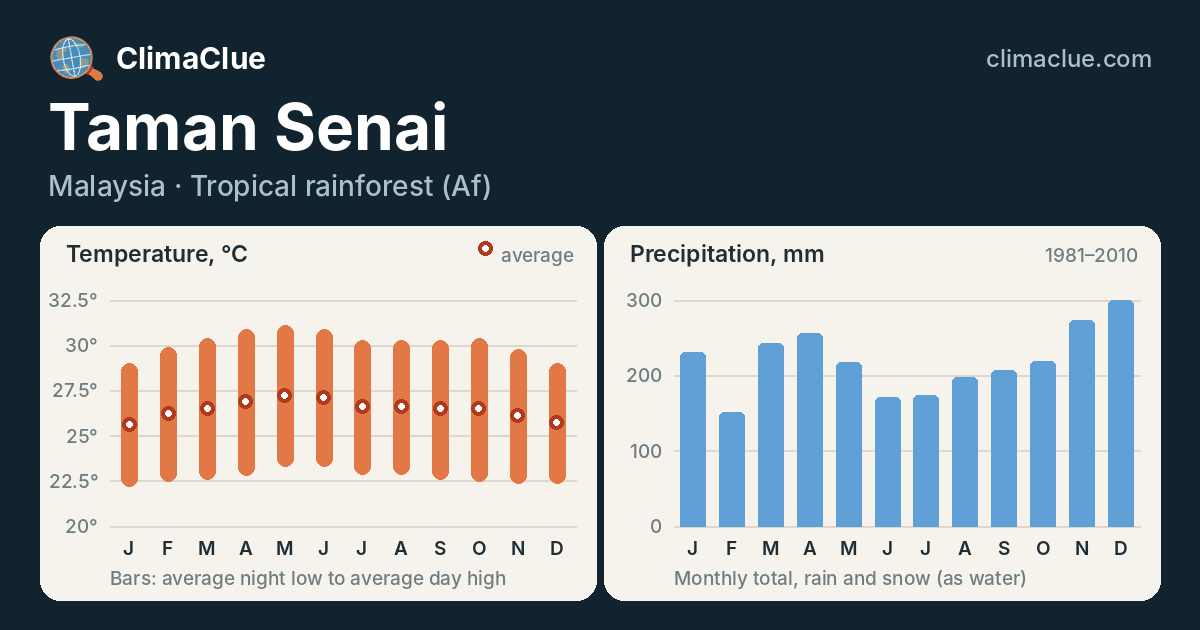 ClimaClue
climaclue.com
Taman Senai
Malaysia · Tropical rainforest (Af)
Temperature, °C
average
32.5°
30°
27.5°
25°
22.5°
20°
J F M A M J J A S O N D
Bars: average night low to average day high
Precipitation, mm
1981–2010
300
200
100
0
J F M A M J J A S O N D
Monthly total, rain and snow (as water)